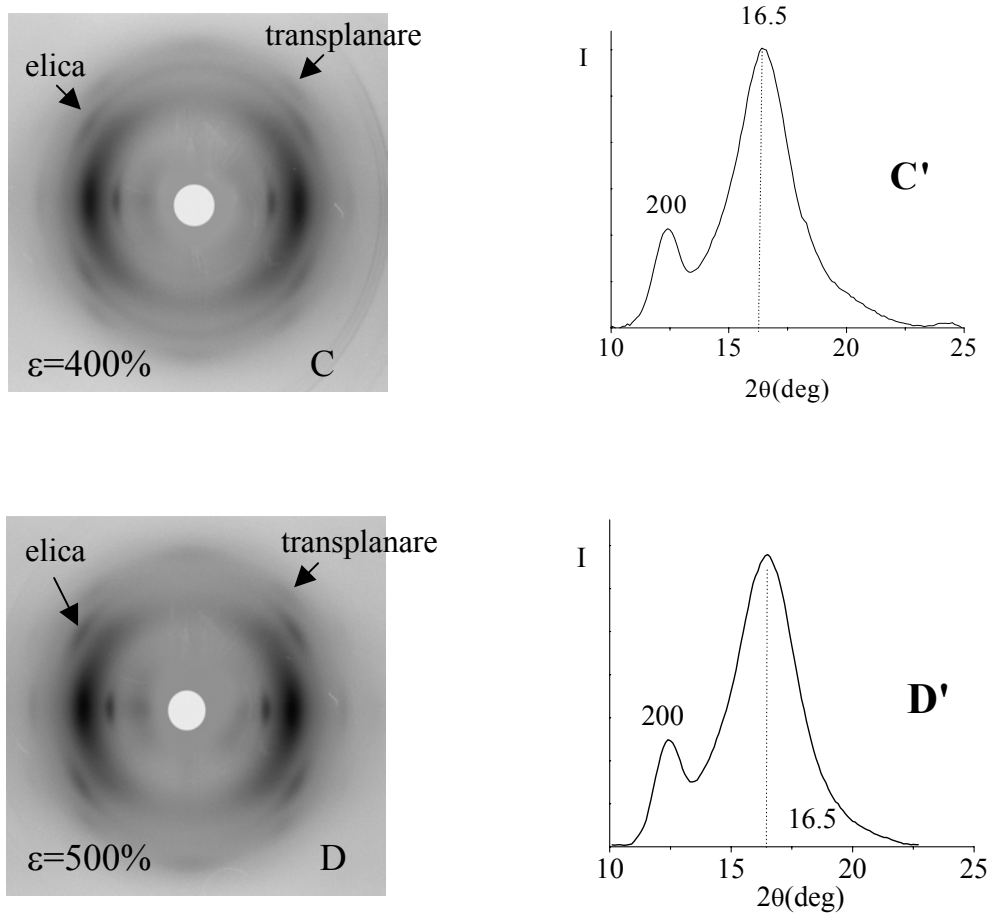 elica
transplanare
ε=400%
C
16.5
I
C'
200
10
15
20
25
2θ(deg)
elica
transplanare
ε=500%
D
I
D'
200
16.5
10
15
20
25
2θ(deg)